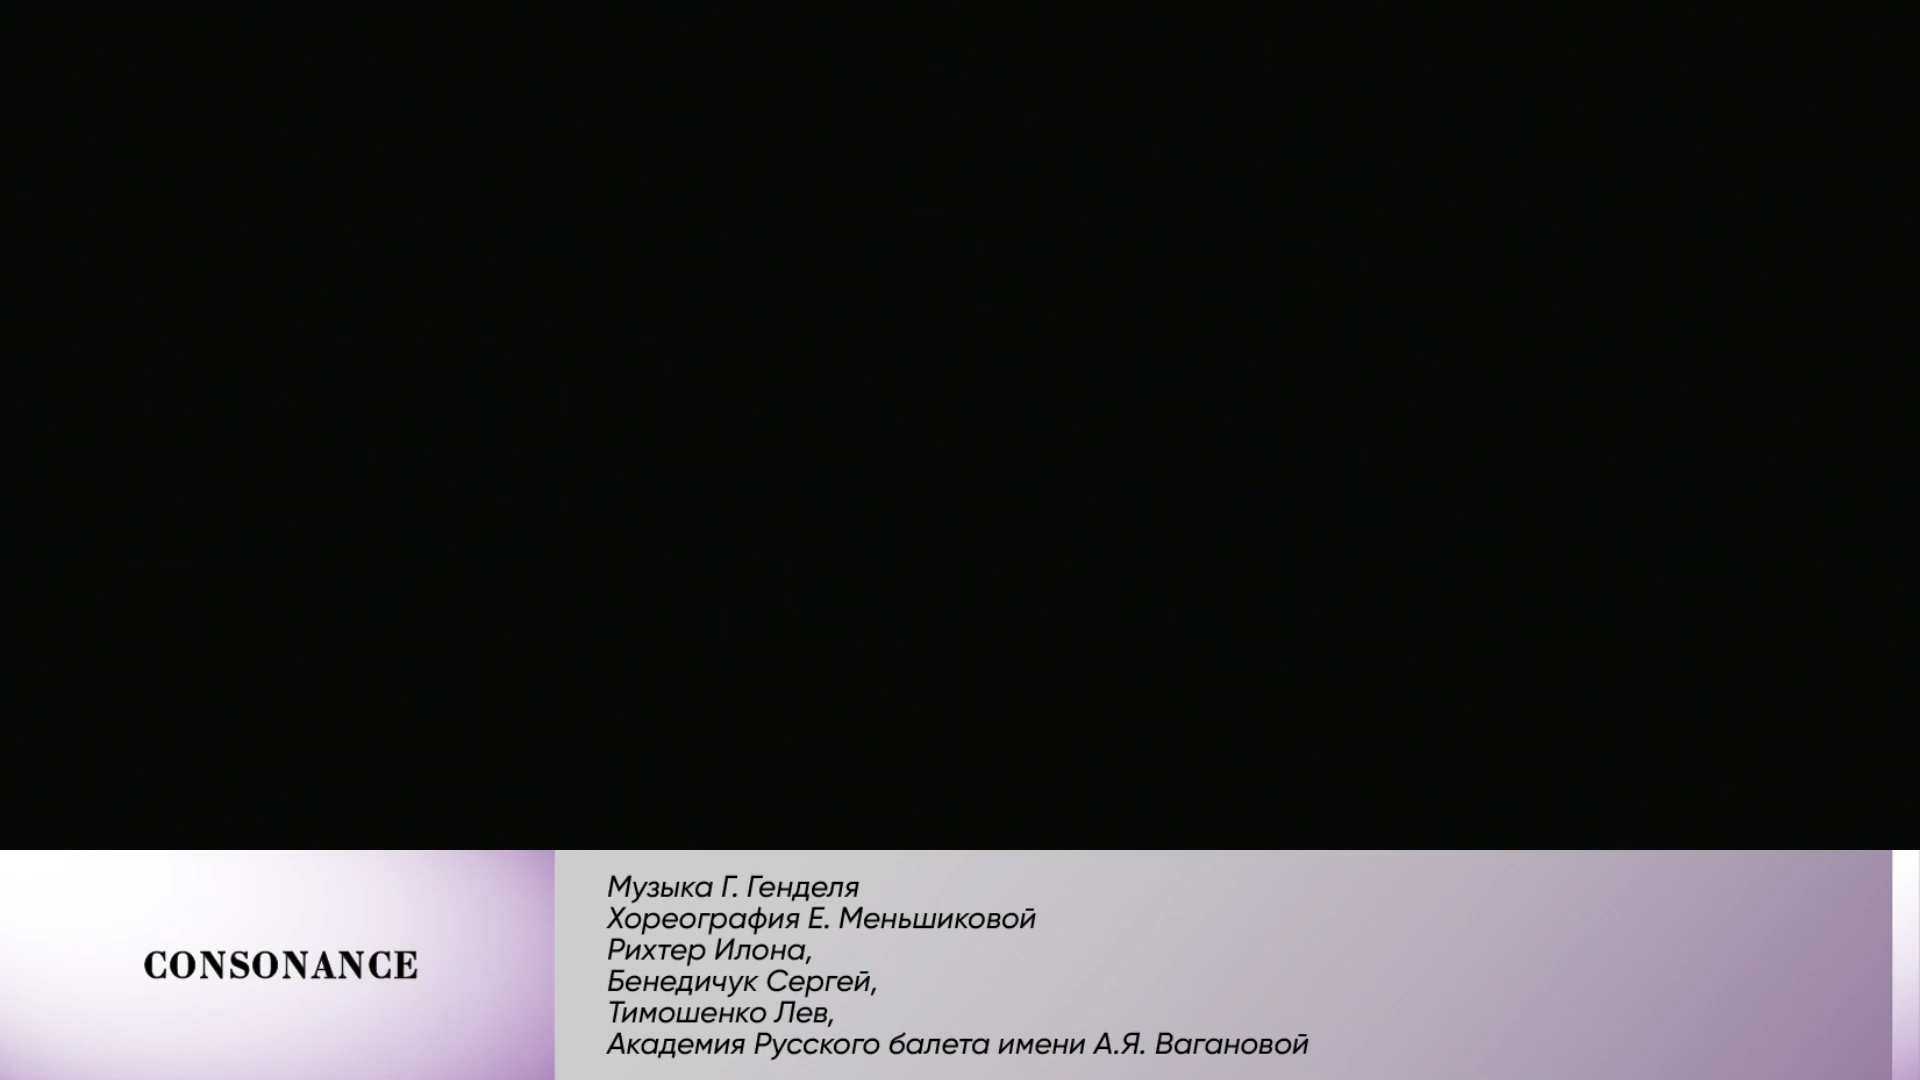 CONSONANCE
Музыка Г. Генделя
Хореография Е. Меньшиковой
Рихтер Илона,
Бенедичук Сергей,
Тимошенко Лев,
Академия Русского балета имени А.Я. Вагановой